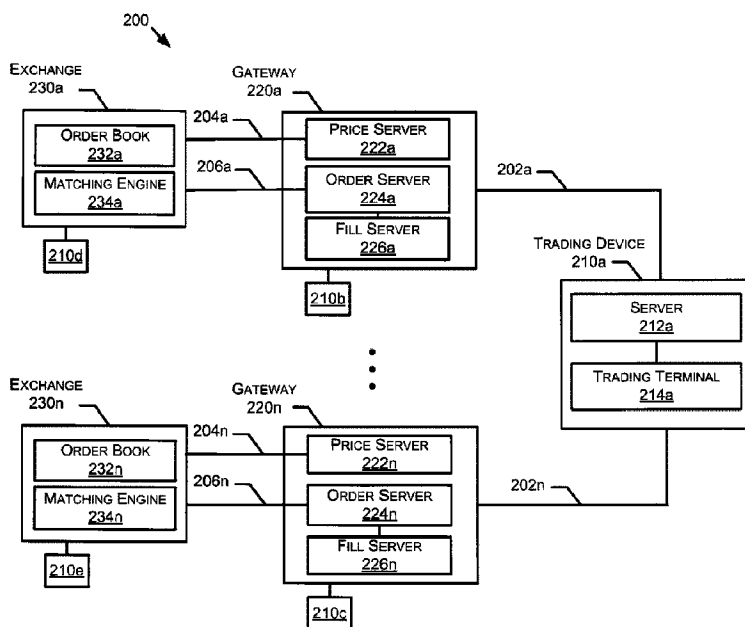 200
EXCHANGE
230a
ORDER BOOK
232a
MATCHING ENGINE
234a
210d
204a
206a
GATEWAY
220a
PRICE SERVER
222a
ORDER SERVER
224a
FILL SERVER
226a
210b
202a
TRADING DEVICE
210a
SERVER
212a
TRADING TERMINAL
214a
EXCHANGE
230n
ORDER BOOK
232n
MATCHING ENGINE
234n
210e
204n
206n
GATEWAY
220n
PRICE SERVER
222n
ORDER SERVER
224n
FILL SERVER
226n
210c
202n